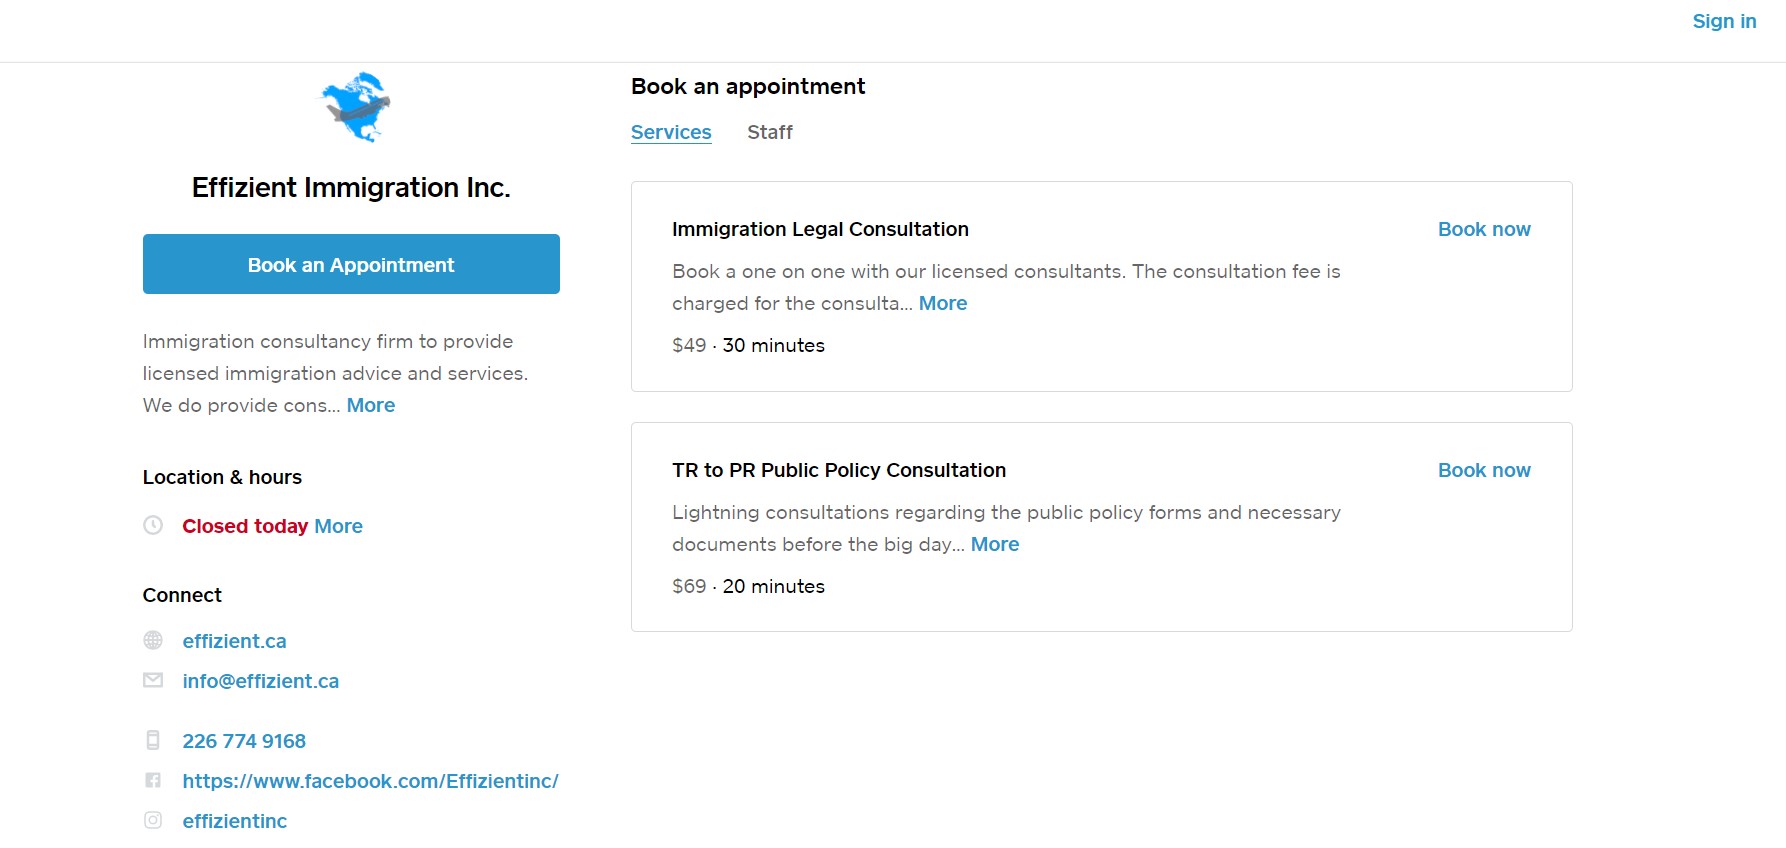 Sign in
Effizient Immigration Inc.
Book an Appointment
Immigration consultancy firm to provide
licensed immigration advice and services.
We do provide cons... More
Location & hours
Closed today More
Connect
effizient.ca
info@effizient.ca
226 774 9168
https://www.facebook.com/Effizientinc/
effizientinc
Book an appointment
Services Staff
Immigration Legal Consultation Book now
Book a one on one with our licensed consultants. The consultation fee is
charged for the consulta... More
$49 · 30 minutes
TR to PR Public Policy Consultation Book now
Lightning consultations regarding the public policy forms and necessary
documents before the big day... More
$69 · 20 minutes